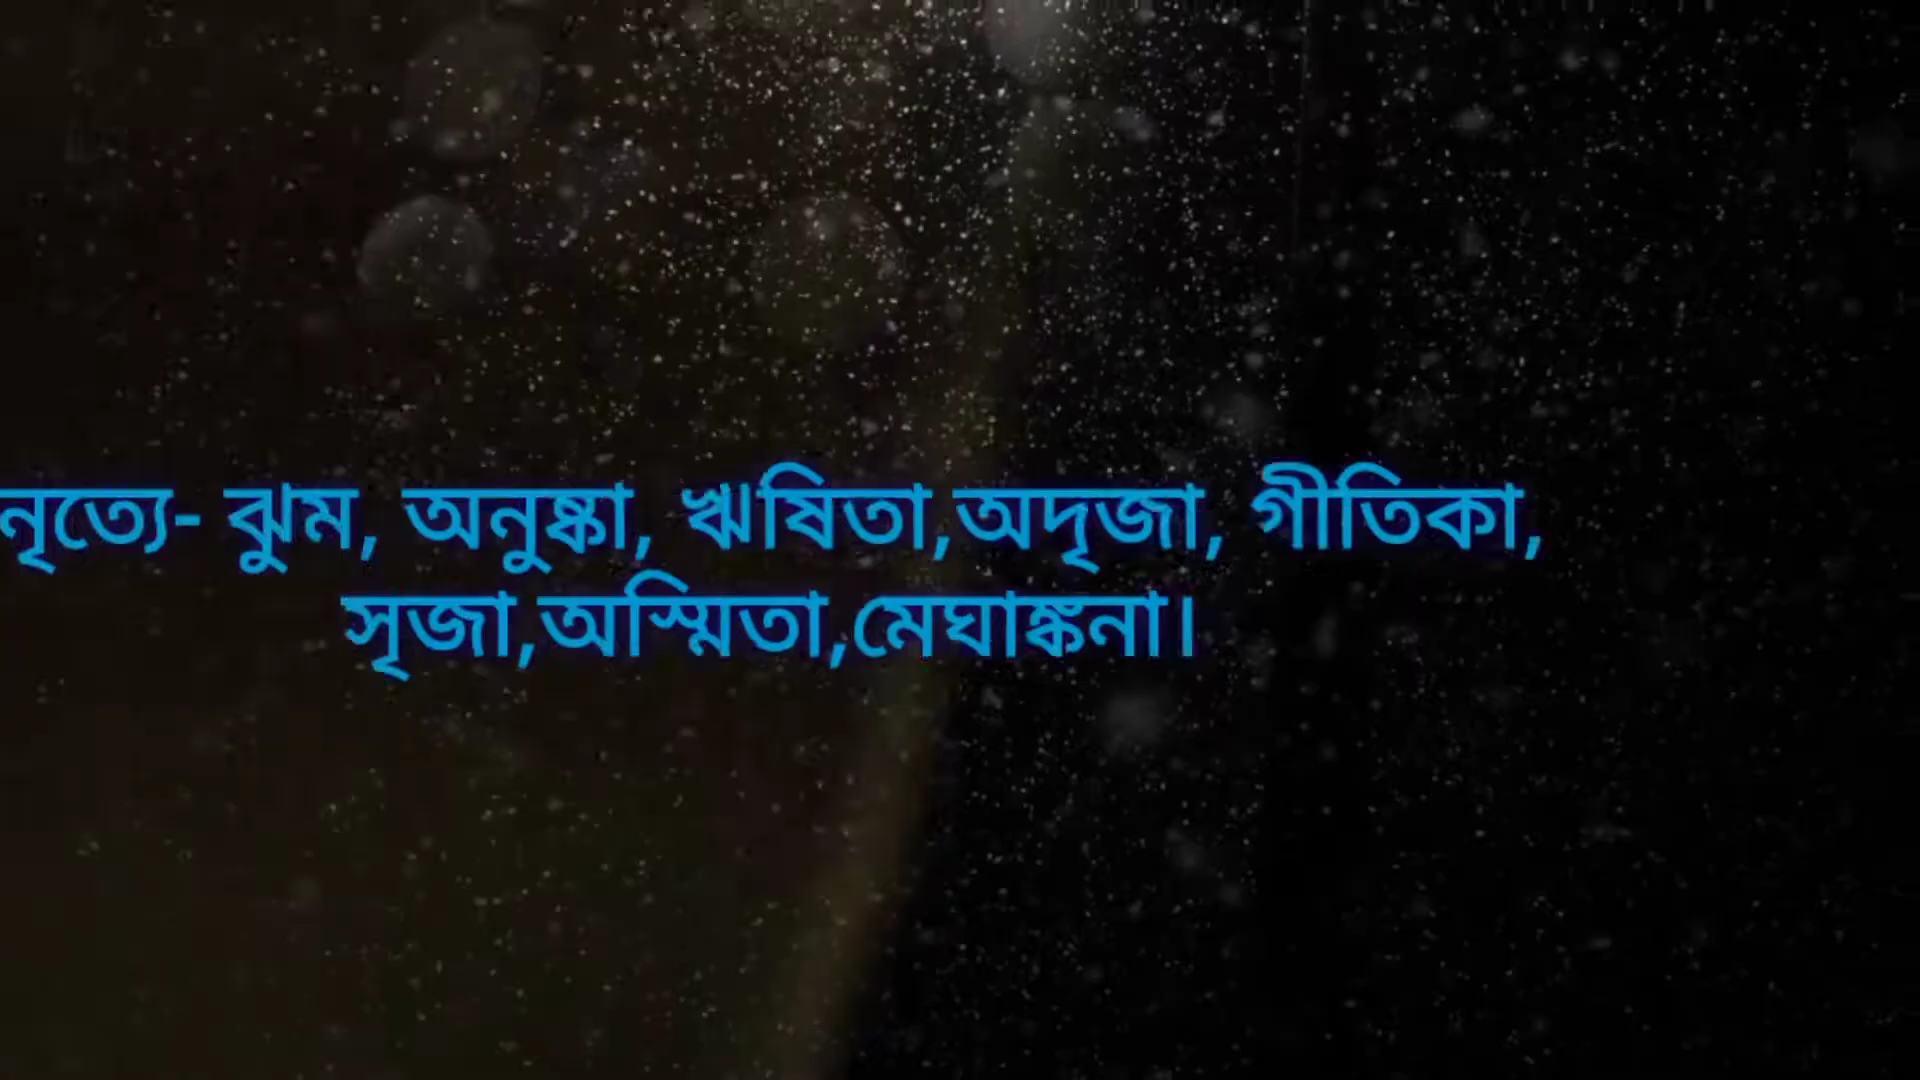 নৃত্যে- ঝুম, অনুষ্কা, ঋষিতা,অদৃজা, গীতিকা,
সৃজা,অস্মিতা,মেঘাঙ্কনা।